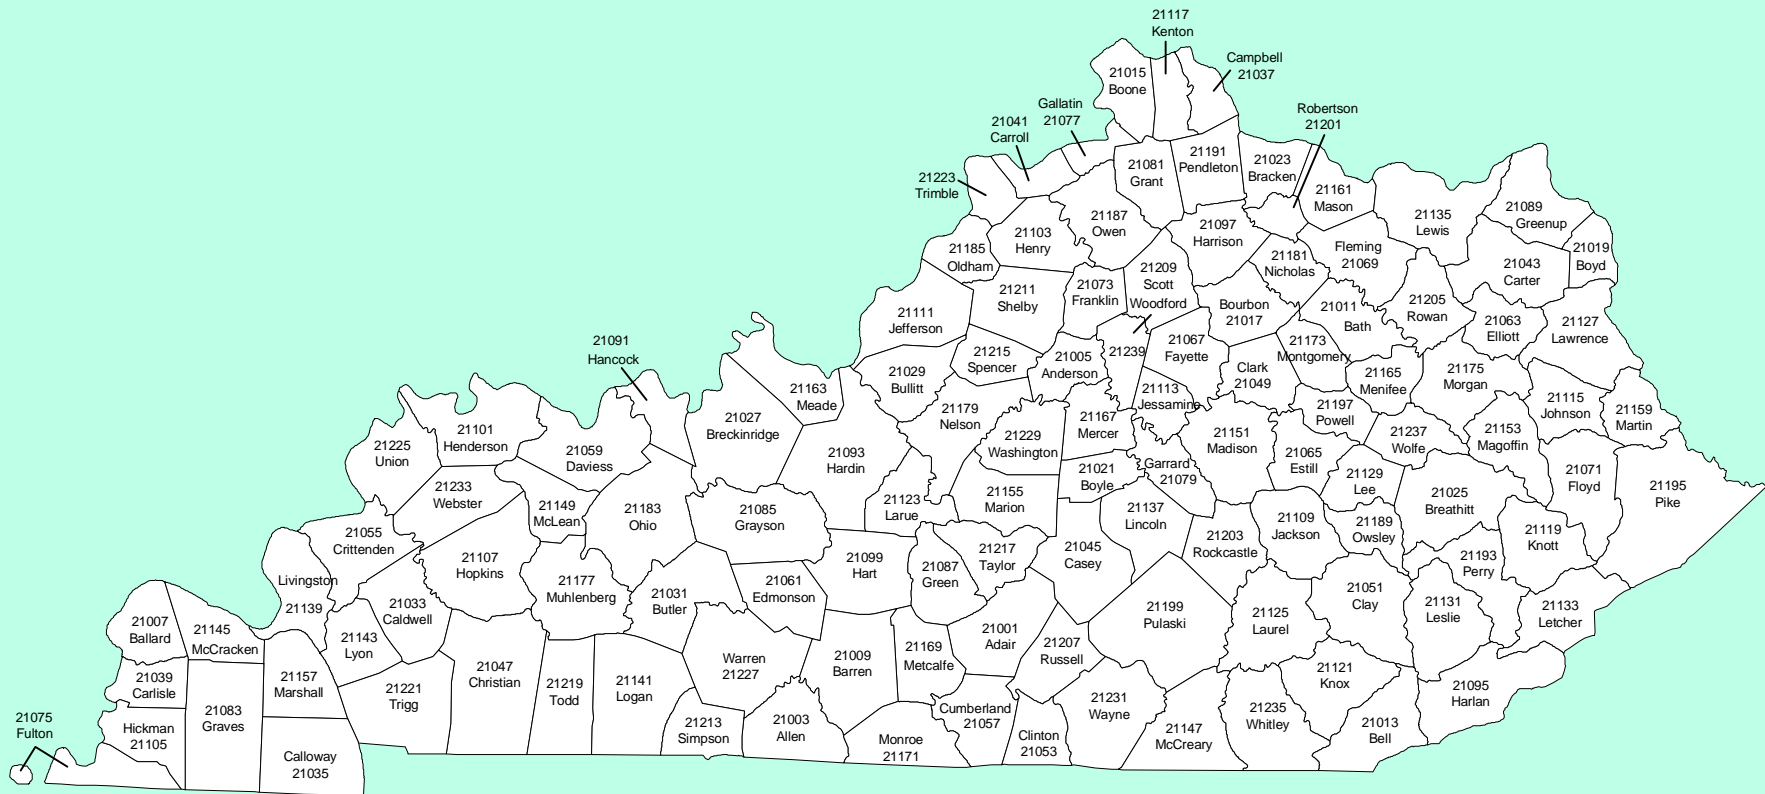 21117
Kenton
Campbell
21037
21015
Boone
Gallatin
21077
Robertson
21201
21041
Carroll
21223
Trimble
21081
Grant
21191
Pendleton
21023
Bracken
21161
Mason
21135
Lewis
21089
Greenup
21187
Owen
21103
Henry
21097
Harrison
21185
Oldham
21181
Nicholas
Fleming
21069
21043
Carter
21019
Boyd
21209
Scott
Woodford
21073
Franklin
21211
Shelby
Bourbon
21017
21011
Bath
21205
Rowan
21063
Elliott
21127
Lawrence
21111
Jefferson
21091
Hancock
21215
Spencer
21005
Anderson
21239
21067
Fayette
21173
Montgomery
21029
Bullitt
Clark
21049
21165
Menifee
21175
Morgan
21163
Meade
21113
Jessamine
21115
Johnson
21159
Martin
21027
Breckinridge
21179
Nelson
21167
Mercer
21197
Powell
21101
Henderson
21225
Union
21059
Daviess
21093
Hardin
21229
Washington
21151
Madison
21237
Wolfe
21153
Magoffin
21065
Estill
21021
Boyle
Garrard
21079
21129
Lee
21071
Floyd
21195
Pike
21233
Webster
21149
McLean
21183
Ohio
21085
Grayson
21123
Larue
21155
Marion
21137
Lincoln
21025
Breathitt
21055
Crittenden
21109
Jackson
21189
Owsley
21119
Knott
21203
Rockcastle
21107
Hopkins
21099
Hart
21087
Green
21217
Taylor
21045
Casey
21193
Perry
Livingston
21139
21177
Muhlenberg
21031
Butler
21061
Edmonson
21051
Clay
21131
Leslie
21133
Letcher
21033
Caldwell
21199
Pulaski
21125
Laurel
21007
Ballard
21145
McCracken
21143
Lyon
21001
Adair
21207
Russell
21169
Metcalfe
21009
Barren
Warren
21227
21047
Christian
21219
Todd
21141
Logan
21039
Carlisle
21157
Marshall
21221
Trigg
21121
Knox
21095
Harlan
21083
Graves
21231
Wayne
21235
Whitley
21013
Bell
21075
Fulton
Hickman
21105
21213
Simpson
21003
Allen
Cumberland
21057
21147
McCreary
Monroe
21171
Clinton
21053
Calloway
21035